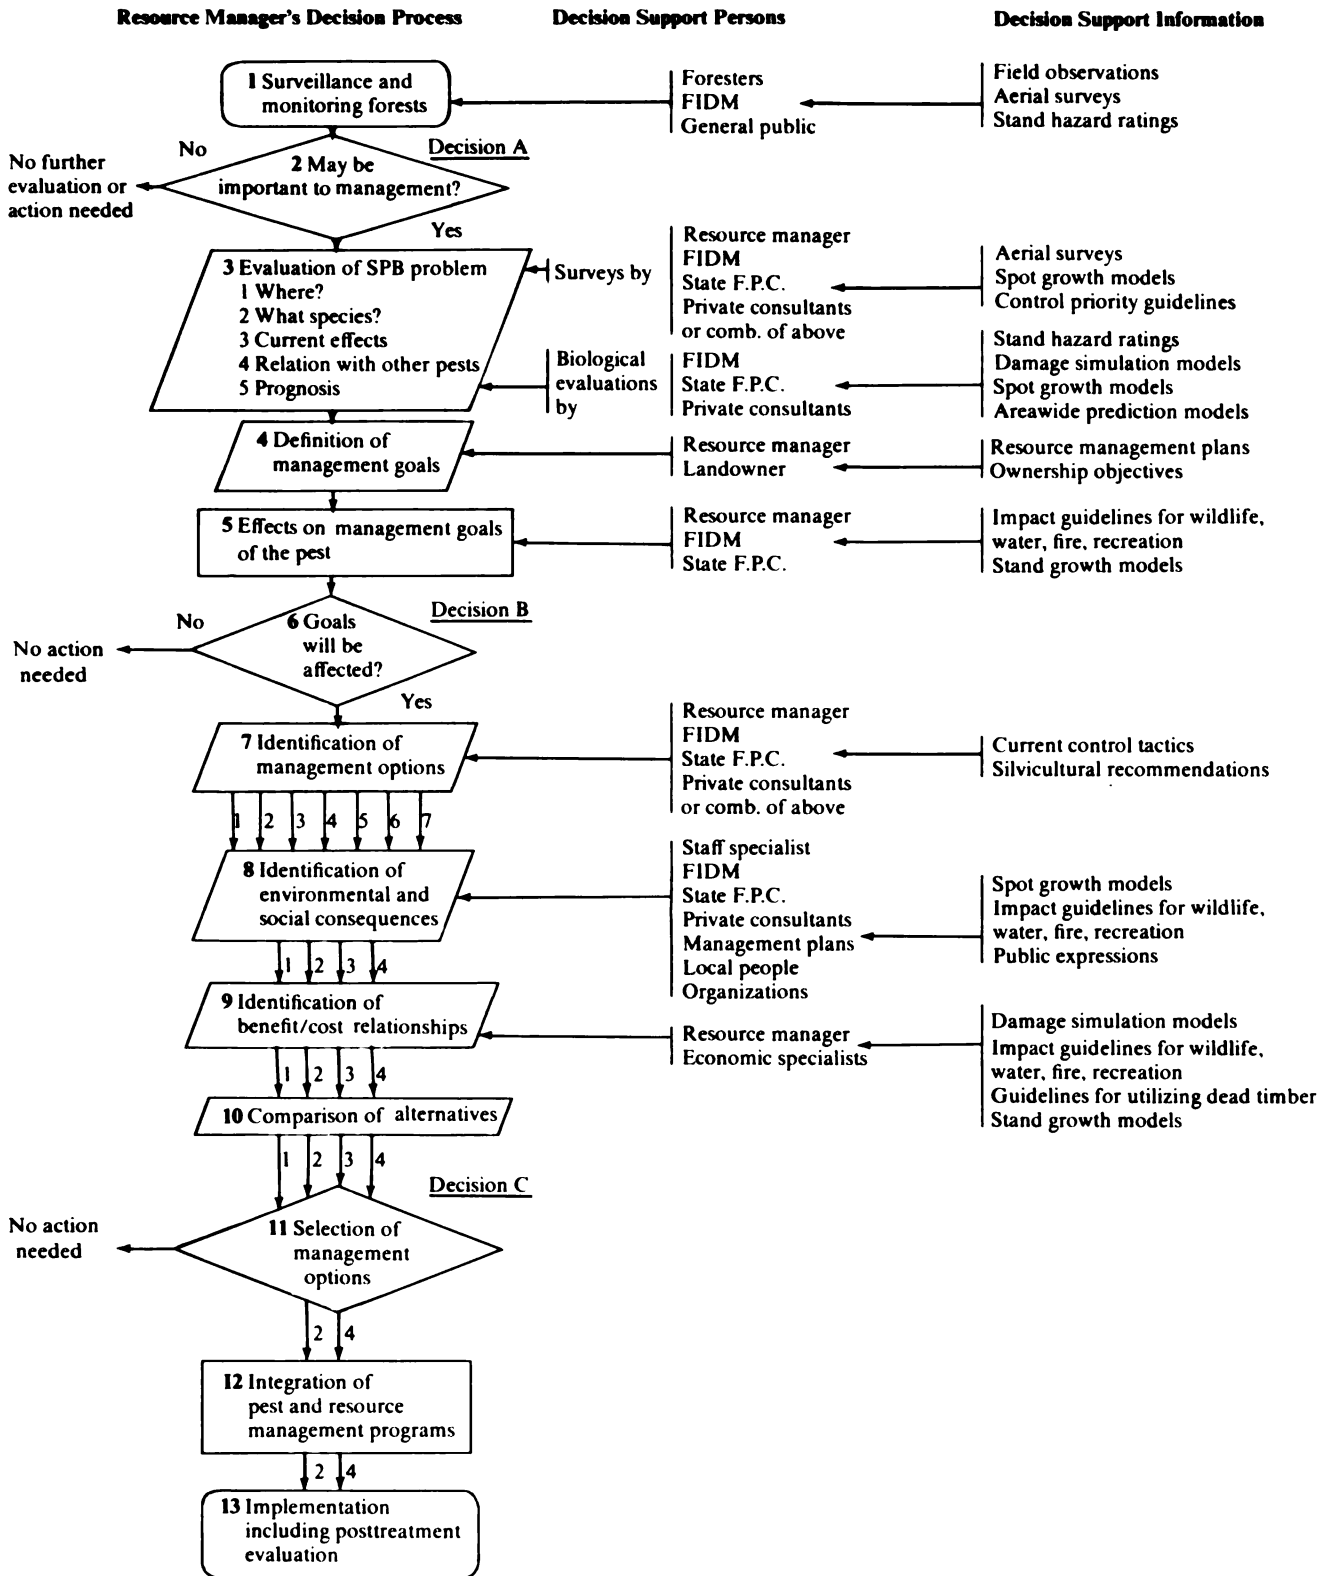 Resource Manager's Decision Process
Decision Support Persons
Decision Support Information
1 Surveillance and
monitoring forests
Foresters
FIDM
General public
Field observations
Aerial surveys
Stand hazard ratings
Decision A
No
2 May be
important to management?
No further
evaluation or
action needed
Yes
3 Evaluation of SPB problem
1 Where?
2 What species?
3 Current effects
4 Relation with other pests
5 Prognosis
Surveys by
Resource manager
FIDM
State F.P.C.
Private consultants
or comb. of above
Aerial surveys
Spot growth models
Control priority guidelines
Biological
evaluations
by
FIDM
State F.P.C.
Private consultants
Stand hazard ratings
Damage simulation models
Spot growth models
Areawide prediction models
4 Definition of
management goals
Resource manager
Landowner
Resource management plans
Ownership objectives
5 Effects on management goals
of the pest
Resource manager
FIDM
State F.P.C.
Impact guidelines for wildlife,
water, fire, recreation
Stand growth models
Decision B
No
6 Goals
will be
affected?
No action
needed
Yes
7 Identification of
management options
Resource manager
FIDM
State F.P.C.
Private consultants
or comb. of above
Current control tactics
Silvicultural recommendations
1 2 3 4 5 6 7
8 Identification of
environmental and
social consequences
Staff specialist
FIDM
State F.P.C.
Private consultants
Management plans
Local people
Organizations
Spot growth models
Impact guidelines for wildlife,
water, fire, recreation
Public expressions
1 2 3 4
9 Identification of
benefit/cost relationships
Resource manager
Economic specialists
Damage simulation models
Impact guidelines for wildlife,
water, fire, recreation
Guidelines for utilizing dead timber
Stand growth models
1 2 3 4
10 Comparison of alternatives
1 2 3 4
Decision C
11 Selection of
management
options
No action
needed
2 4
12 Integration of
pest and resource
management programs
2 4
13 Implementation
including posttreatment
evaluation